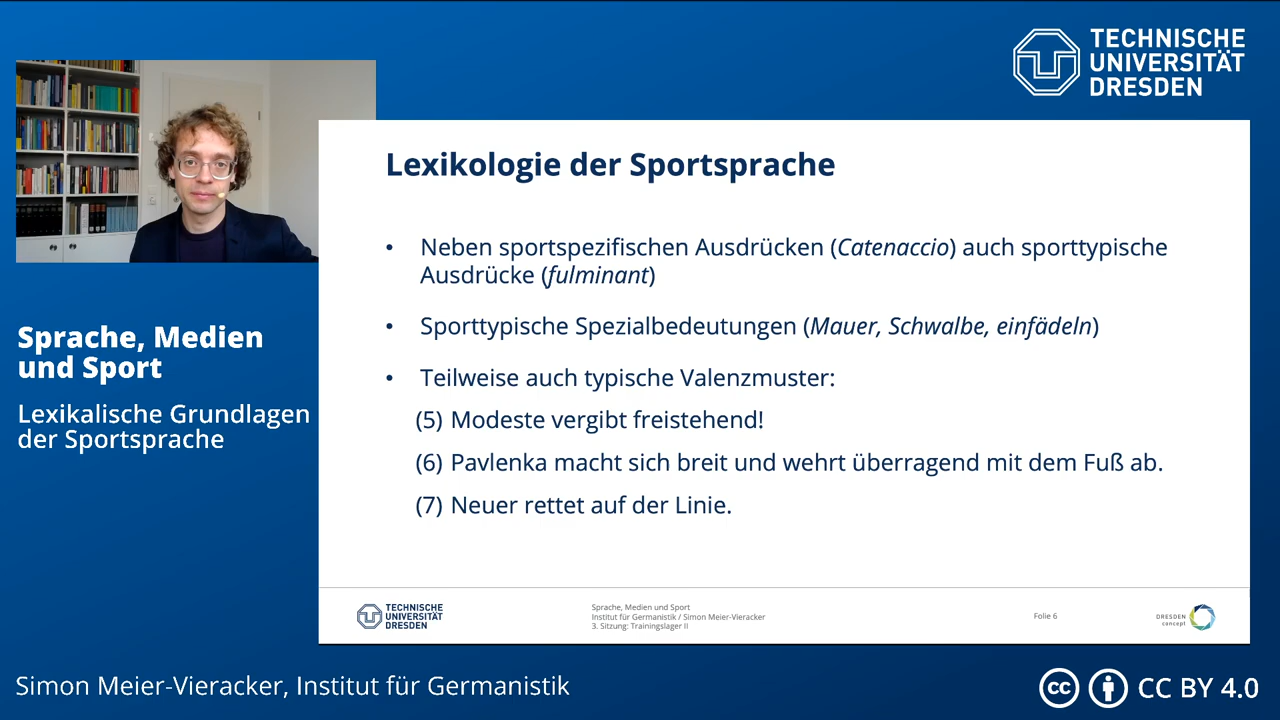 TECHNISCHE
UNIVERSITÄT
DRESDEN
Lexikologie der Sportsprache
• Neben sportspezifischen Ausdrücken (Catenaccio) auch sporttypische
Ausdrücke (fulminant)
• Sporttypische Spezialbedeutungen (Mauer, Schwalbe, einfädeln)
• Teilweise auch typische Valenzmuster:
(5) Modeste vergibt freistehend!
(6) Pavlenka macht sich breit und wehrt überragend mit dem Fuß ab.
(7) Neuer rettet auf der Linie.
Sprache, Medien
und Sport
Lexikalische Grundlagen
der Sportsprache
TECHNISCHE
UNIVERSITÄT
DRESDEN
Sprache, Medien und Sport
Institut für Germanistik / Simon Meier-Vieracker
3. Sitzung: Trainingslager II
Folie 6
DRESDEN
concept
Simon Meier-Vieracker, Institut für Germanistik
cc CC BY 4.0